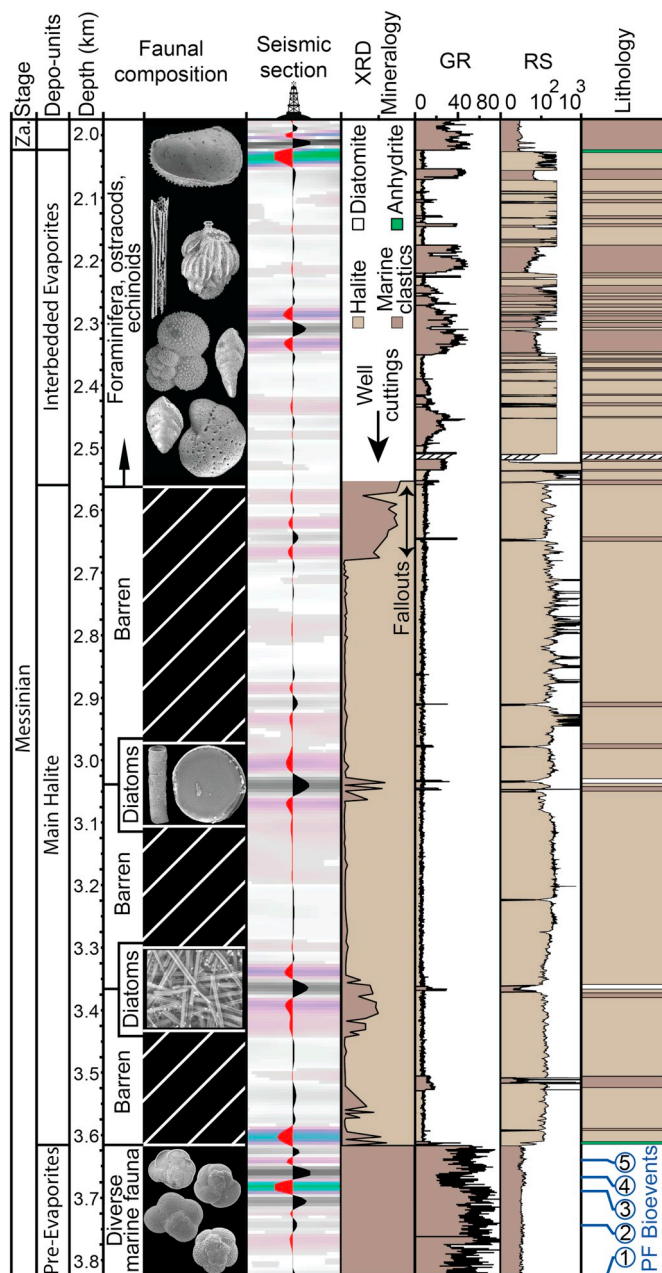 Za.
Stage
Depo-units
Depth (km)
Faunal
composition
Seismic
section
XRD
Mineralogy
GR
0 40 80
RS
0 10² 10³
Lithology
Messinian
Interbedded Evaporites
Main Halite
Pre-Evaporites
2.0
2.1
2.2
2.3
2.4
2.5
2.6
2.7
2.8
2.9
3.0
3.1
3.2
3.3
3.4
3.5
3.6
3.7
3.8
Foraminifera, ostracods,
echinoids
Barren
Diatoms
Barren
Diatoms
Barren
Diverse
marine fauna
Halite
Diatomite
Marine
clastics
Anhydrite
Well
cuttings
Fallouts
5
4
3
2
1
PF Bioevents